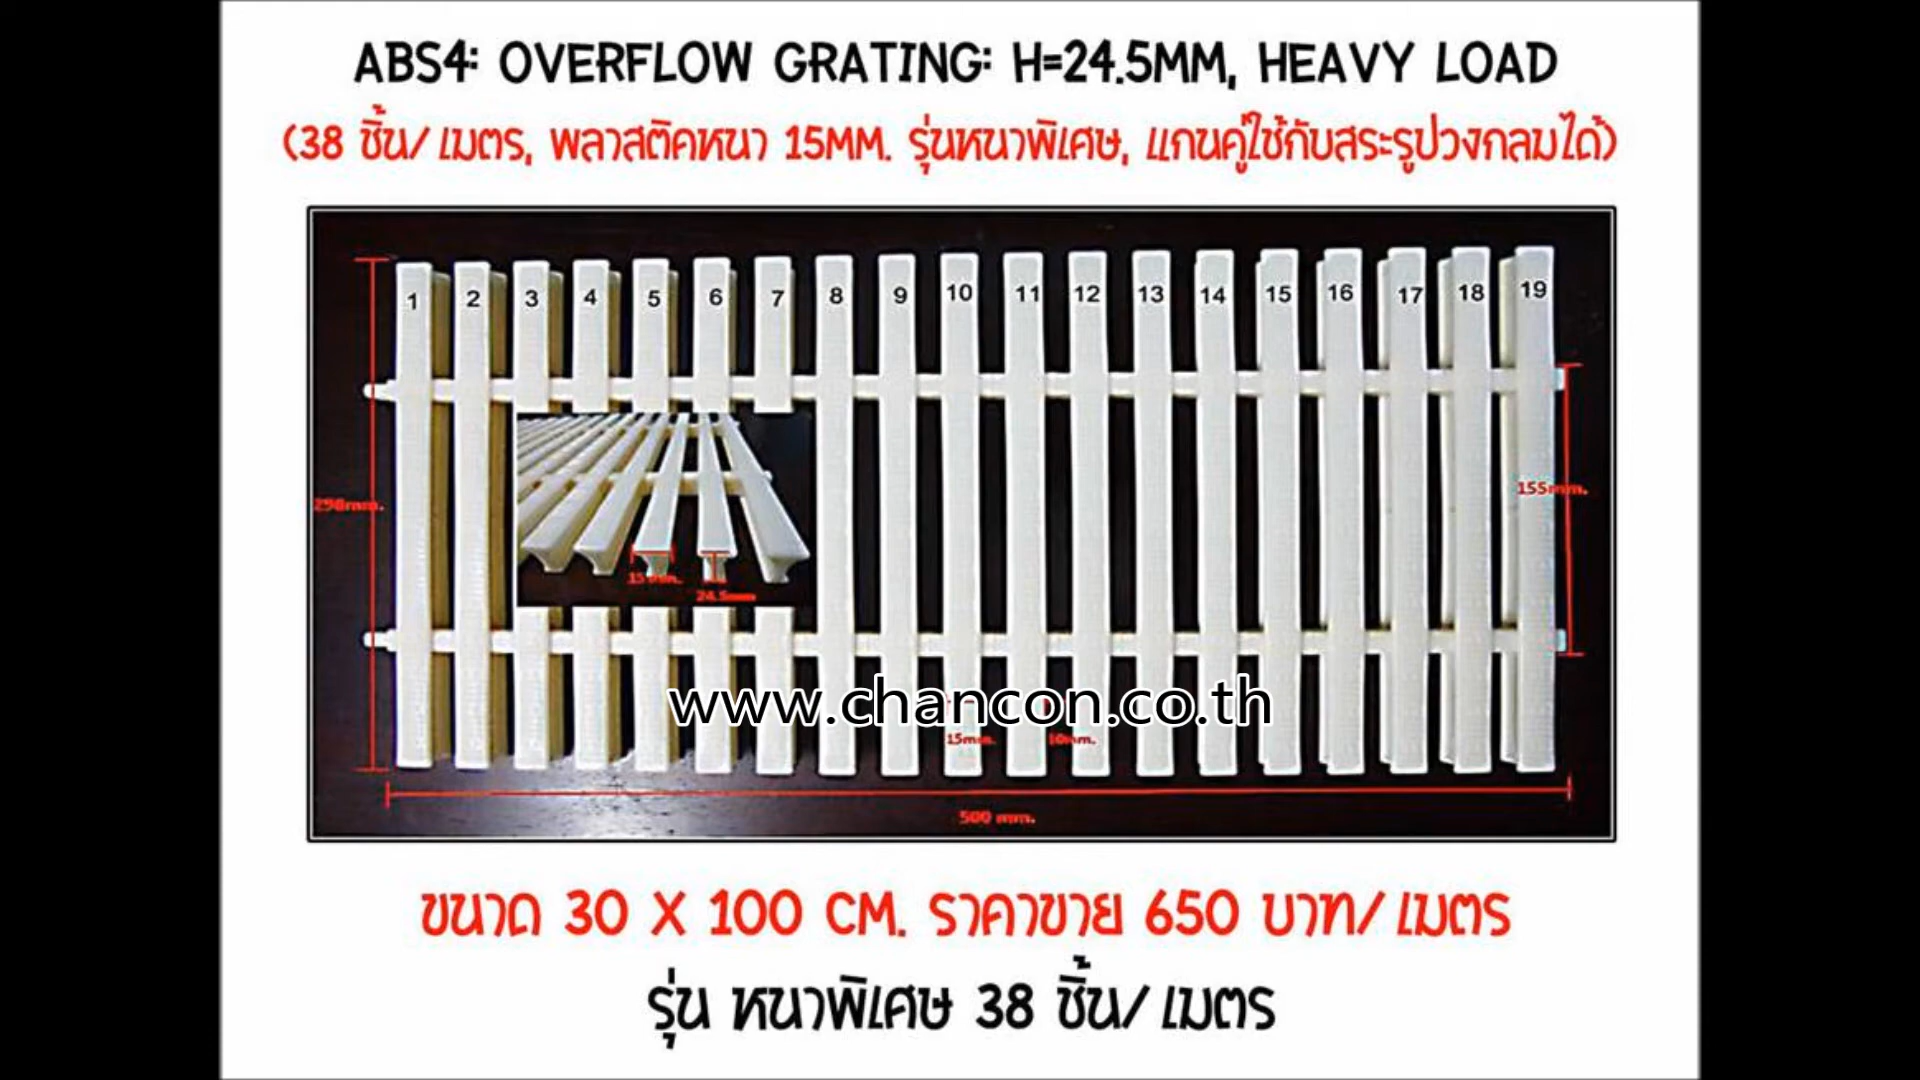 ABS4: OVERFLOW GRATING: H=24.5MM, HEAVY LOAD
(38 ชิ้น/เมตร, พลาสติคหนา 15MM. รุ่นหนาพิเศษ, แกนคู่ใช้กับสระรูปวงกลมได้)
1 2 3 4 5 6 7 8 9 10 11 12 13 14 15 16 17 18 19
298mm.
155mm.
15mm.
24.5mm
www.chancon.co.th
15mm. 10mm.
500 mm.
ขนาด 30 X 100 CM. ราคาขาย 650 บาท/เมตร
รุ่น หนาพิเศษ 38 ชิ้น/เมตร